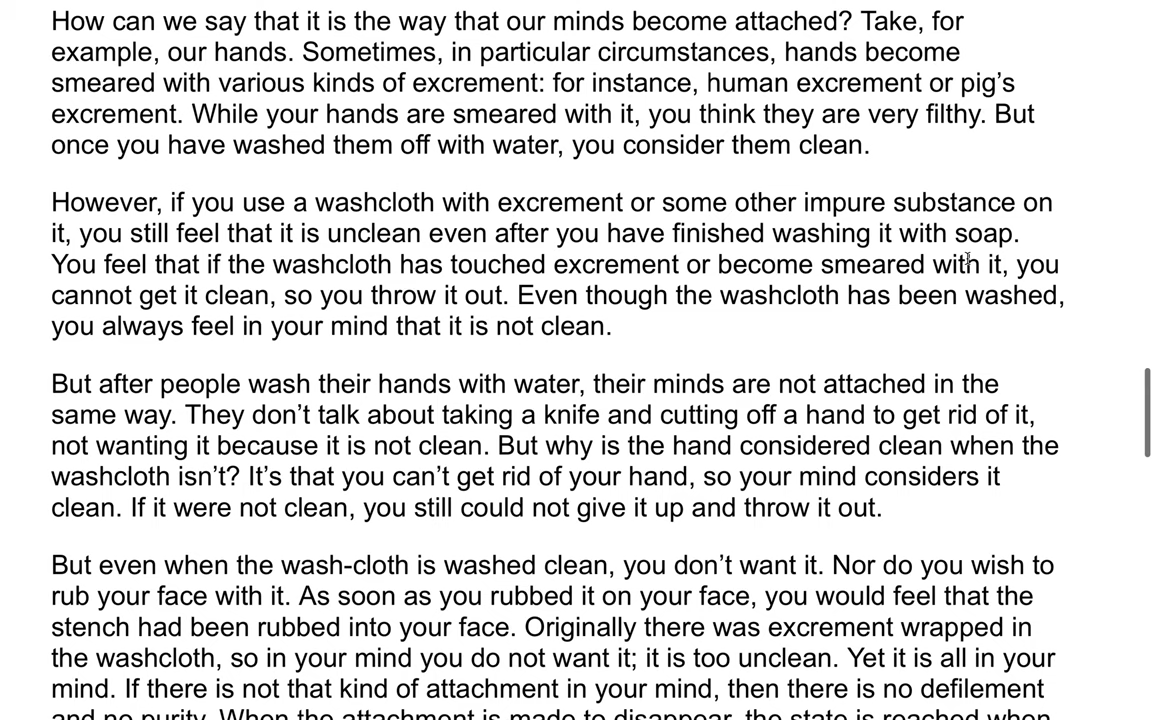 How can we say that it is the way that our minds become attached? Take, for
example, our hands. Sometimes, in particular circumstances, hands become
smeared with various kinds of excrement: for instance, human excrement or pig’s
excrement. While your hands are smeared with it, you think they are very filthy. But
once you have washed them off with water, you consider them clean.
However, if you use a washcloth with excrement or some other impure substance on
it, you still feel that it is unclean even after you have finished washing it with soap.
You feel that if the washcloth has touched excrement or become smeared with it, you
cannot get it clean, so you throw it out. Even though the washcloth has been washed,
you always feel in your mind that it is not clean.
But after people wash their hands with water, their minds are not attached in the
same way. They don’t talk about taking a knife and cutting off a hand to get rid of it,
not wanting it because it is not clean. But why is the hand considered clean when the
washcloth isn’t? It’s that you can’t get rid of your hand, so your mind considers it
clean. If it were not clean, you still could not give it up and throw it out.
But even when the wash-cloth is washed clean, you don’t want it. Nor do you wish to
rub your face with it. As soon as you rubbed it on your face, you would feel that the
stench had been rubbed into your face. Originally there was excrement wrapped in
the washcloth, so in your mind you do not want it; it is too unclean. Yet it is all in your
mind. If there is not that kind of attachment in your mind, then there is no defilement
and no purity. When the attachment is made to disappear, the state is reached when